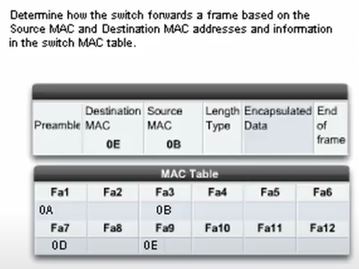 Determine how the switch forwards a frame based on the
Source MAC and Destination MAC addresses and information
in the switch MAC table.
Preamble Destination MAC 0E Source MAC 0B Length Type Encapsulated Data End of frame
MAC Table
Fa1 Fa2 Fa3 Fa4 Fa5 Fa6
0A 0B
Fa7 Fa8 Fa9 Fa10 Fa11 Fa12
0D 0E